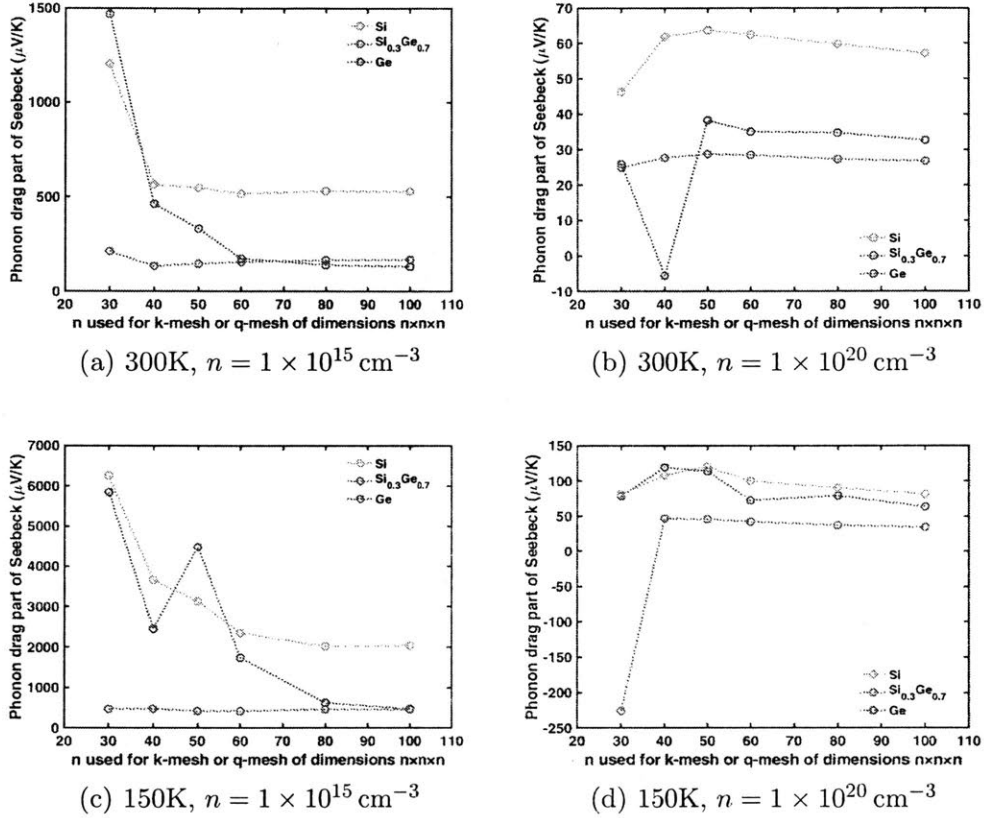 Phonon drag part of Seebeck (μV/K)
1500
1000
500
0
20 30 40 50 60 70 80 90 100 110
n used for k-mesh or q-mesh of dimensions n×n×n
Si
Si0.3Ge0.7
Ge
(a) 300K, n = 1 × 10^15 cm^−3
Phonon drag part of Seebeck (μV/K)
70
60
50
40
30
20
10
0
-10
20 30 40 50 60 70 80 90 100 110
n used for k-mesh or q-mesh of dimensions n×n×n
Si
Si0.3Ge0.7
Ge
(b) 300K, n = 1 × 10^20 cm^−3
Phonon drag part of Seebeck (μV/K)
7000
6000
5000
4000
3000
2000
1000
0
20 30 40 50 60 70 80 90 100 110
n used for k-mesh or q-mesh of dimensions n×n×n
Si
Si0.3Ge0.7
Ge
(c) 150K, n = 1 × 10^15 cm^−3
Phonon drag part of Seebeck (μV/K)
150
100
50
0
-50
-100
-150
-200
-250
20 30 40 50 60 70 80 90 100 110
n used for k-mesh or q-mesh of dimensions n×n×n
Si
Si0.3Ge0.7
Ge
(d) 150K, n = 1 × 10^20 cm^−3